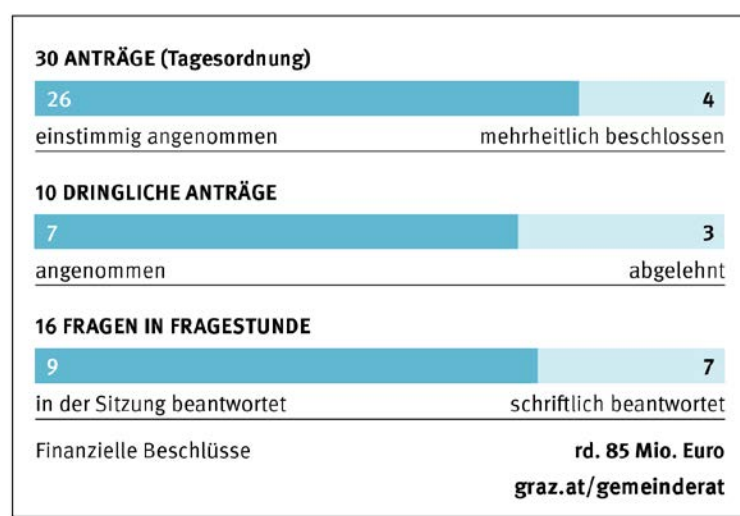 30 ANTRÄGE (Tagesordnung)
26 4
einstimmig angenommen mehrheitlich beschlossen
10 DRINGLICHE ANTRÄGE
7 3
angenommen abgelehnt
16 FRAGEN IN FRAGESTUNDE
9 7
in der Sitzung beantwortet schriftlich beantwortet
Finanzielle Beschlüsse rd. 85 Mio. Euro
graz.at/gemeinderat